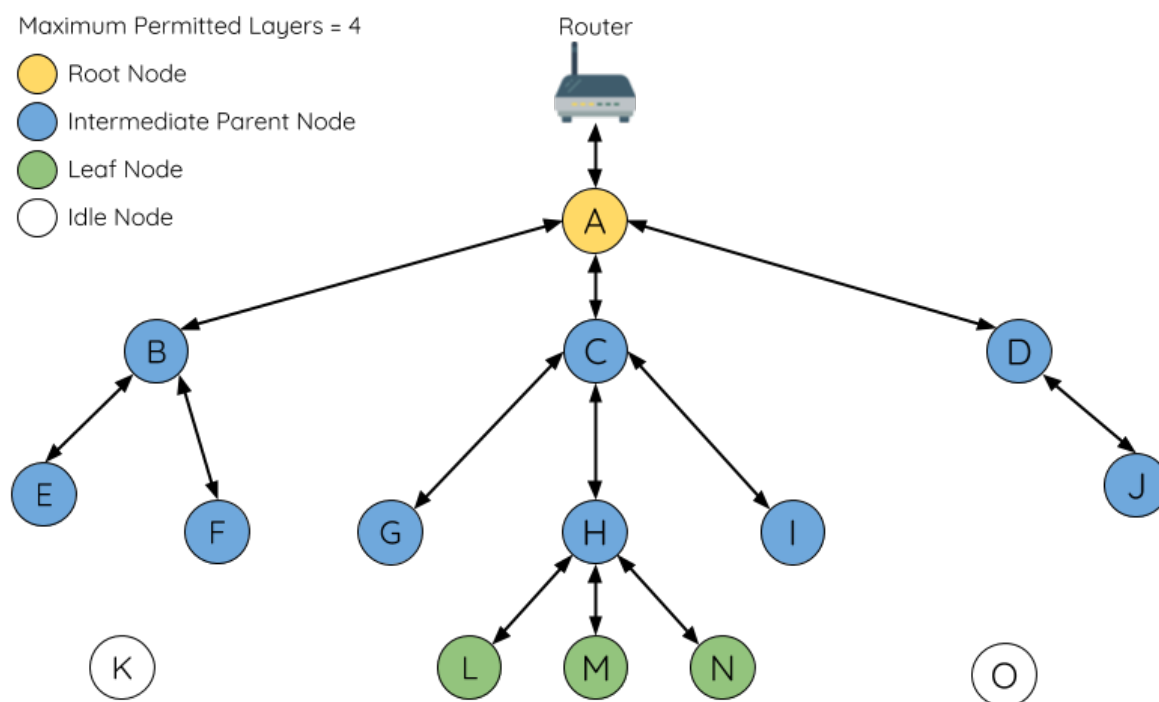 Maximum Permitted Layers = 4
Router
Root Node
Intermediate Parent Node
Leaf Node
Idle Node
A
B
C
D
E
F
G
H
I
J
K
L
M
N
O